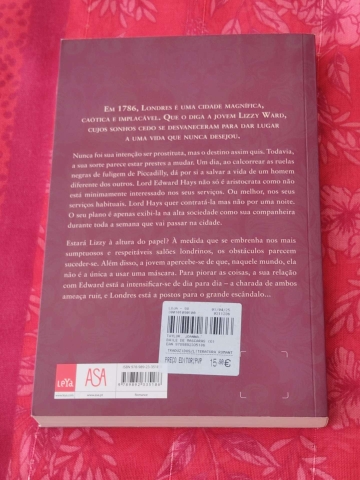 Em 1786, Londres é uma cidade magnífica,
caótica e implacável. Que o diga a jovem Lizzy Ward,
cujos sonhos cedo se desvaneceram para dar lugar
a uma vida que nunca desejou.
Nunca foi sua intenção ser prostituta, mas o destino assim quis. Todavia,
a sua sorte parece estar prestes a mudar. Um dia, ao calcorrear as ruelas
negras de fuligem de Piccadilly, dá por si a salvar a vida de um homem
diferente dos outros. Lord Edward Hays não só é aristocrata como não
está minimamente interessado nos seus serviços. Ou melhor, nos seus
serviços habituais. Lord Hays quer contratá-la mas não por uma noite.
O seu plano é apenas exibi-la na alta sociedade como sua companheira
durante toda a semana que vai passar na cidade.
Estará Lizzy à altura do papel? À medida que se embrenha nos mais
sumptuosos e respeitáveis salões londrinos, os obstáculos parecem
suceder-se. Além disso, a jovem apercebe-se de que, naquele mundo, ela
não é a única a usar uma máscara. Para piorar as coisas, a sua relação
com Edward está a intensificar-se de dia para dia – a charada de ambos
ameaça ruir, e Londres está a postos para o grande escândalo...
PREÇO EDITOR/PVP
15,90€
LEYA
ASA